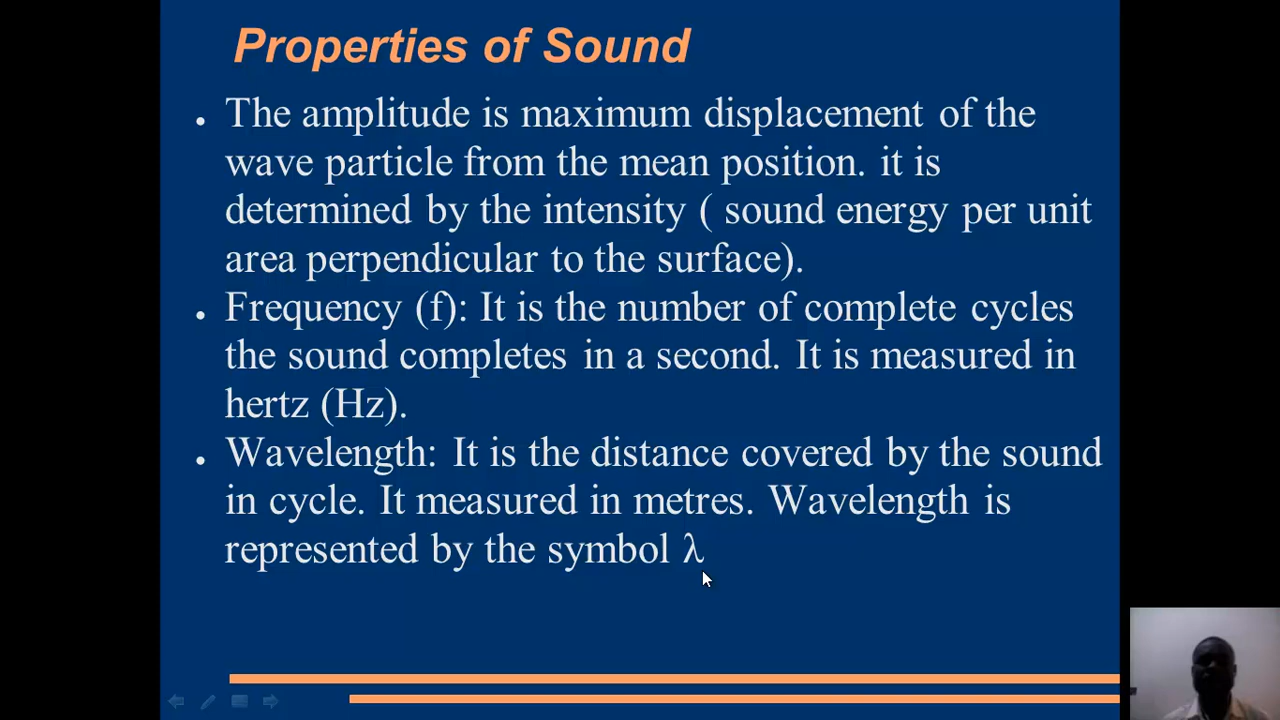 Properties of Sound
• The amplitude is maximum displacement of the
wave particle from the mean position. it is
determined by the intensity ( sound energy per unit
area perpendicular to the surface).
• Frequency (f): It is the number of complete cycles
the sound completes in a second. It is measured in
hertz (Hz).
• Wavelength: It is the distance covered by the sound
in cycle. It measured in metres. Wavelength is
represented by the symbol λ